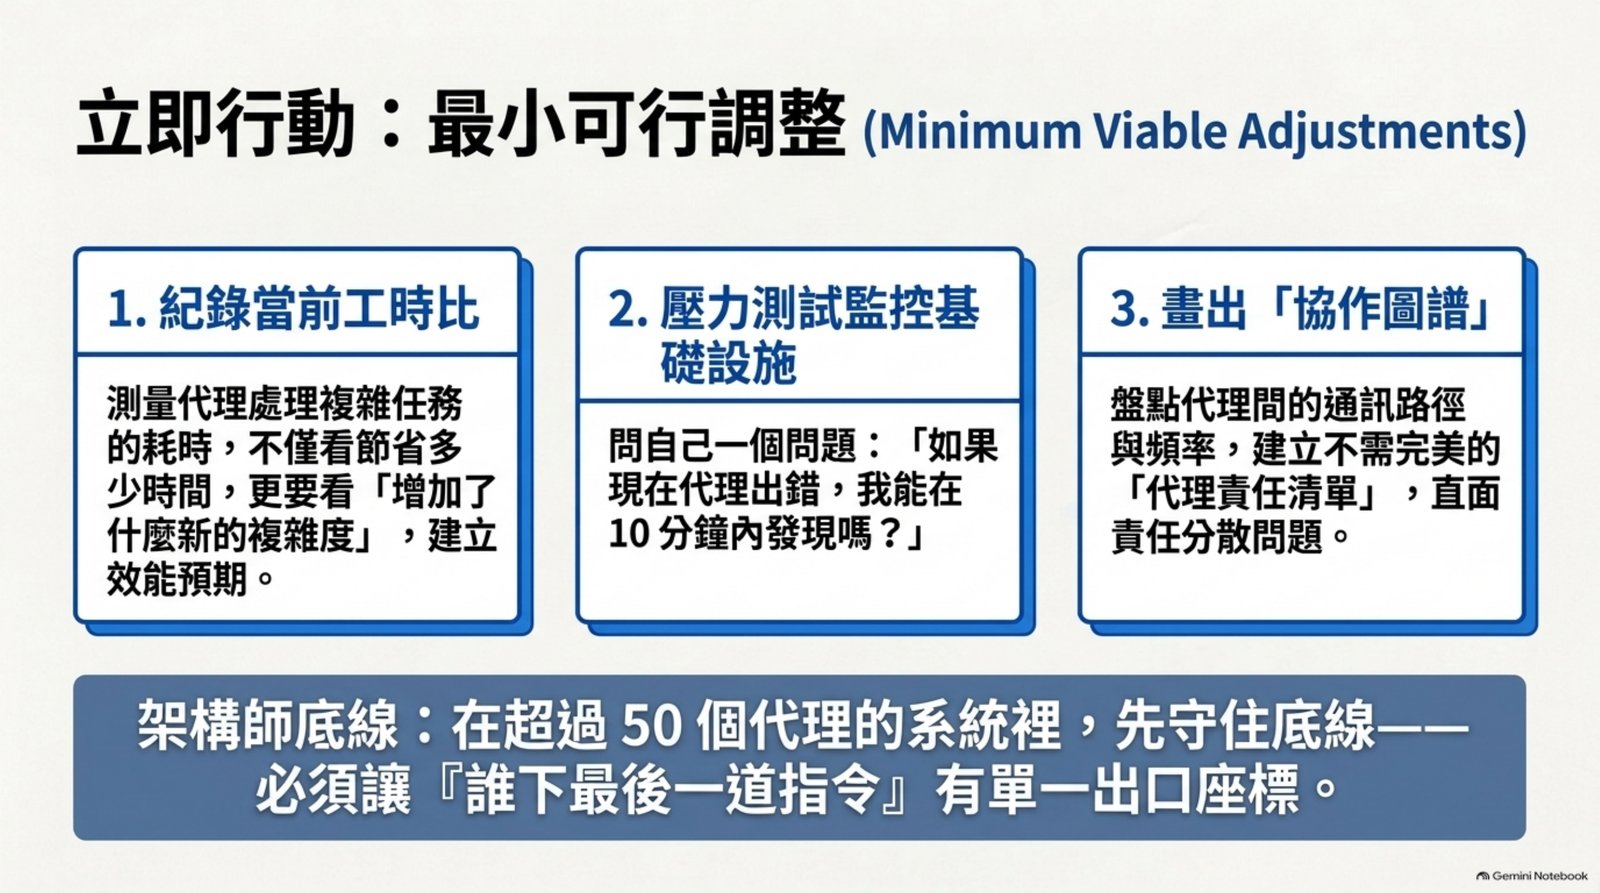 立即行動：最小可行調整 (Minimum Viable Adjustments)
1. 紀錄當前工時比
測量代理處理複雜任務
的耗時，不僅看節省多
少時間，更要看「增加了
什麼新的複雜度」，建立
效能預期。
2. 壓力測試監控基
礎設施
問自己一個問題：「如果
現在代理出錯，我能在
10 分鐘內發現嗎？」
3. 畫出「協作圖譜」
盤點代理間的通訊路徑
與頻率，建立不需完美的
「代理責任清單」，直面
責任分散問題。
架構師底線：在超過 50 個代理的系統裡，先守住底線——
必須讓『誰下最後一道指令』有單一出口座標。
Gemini Notebook